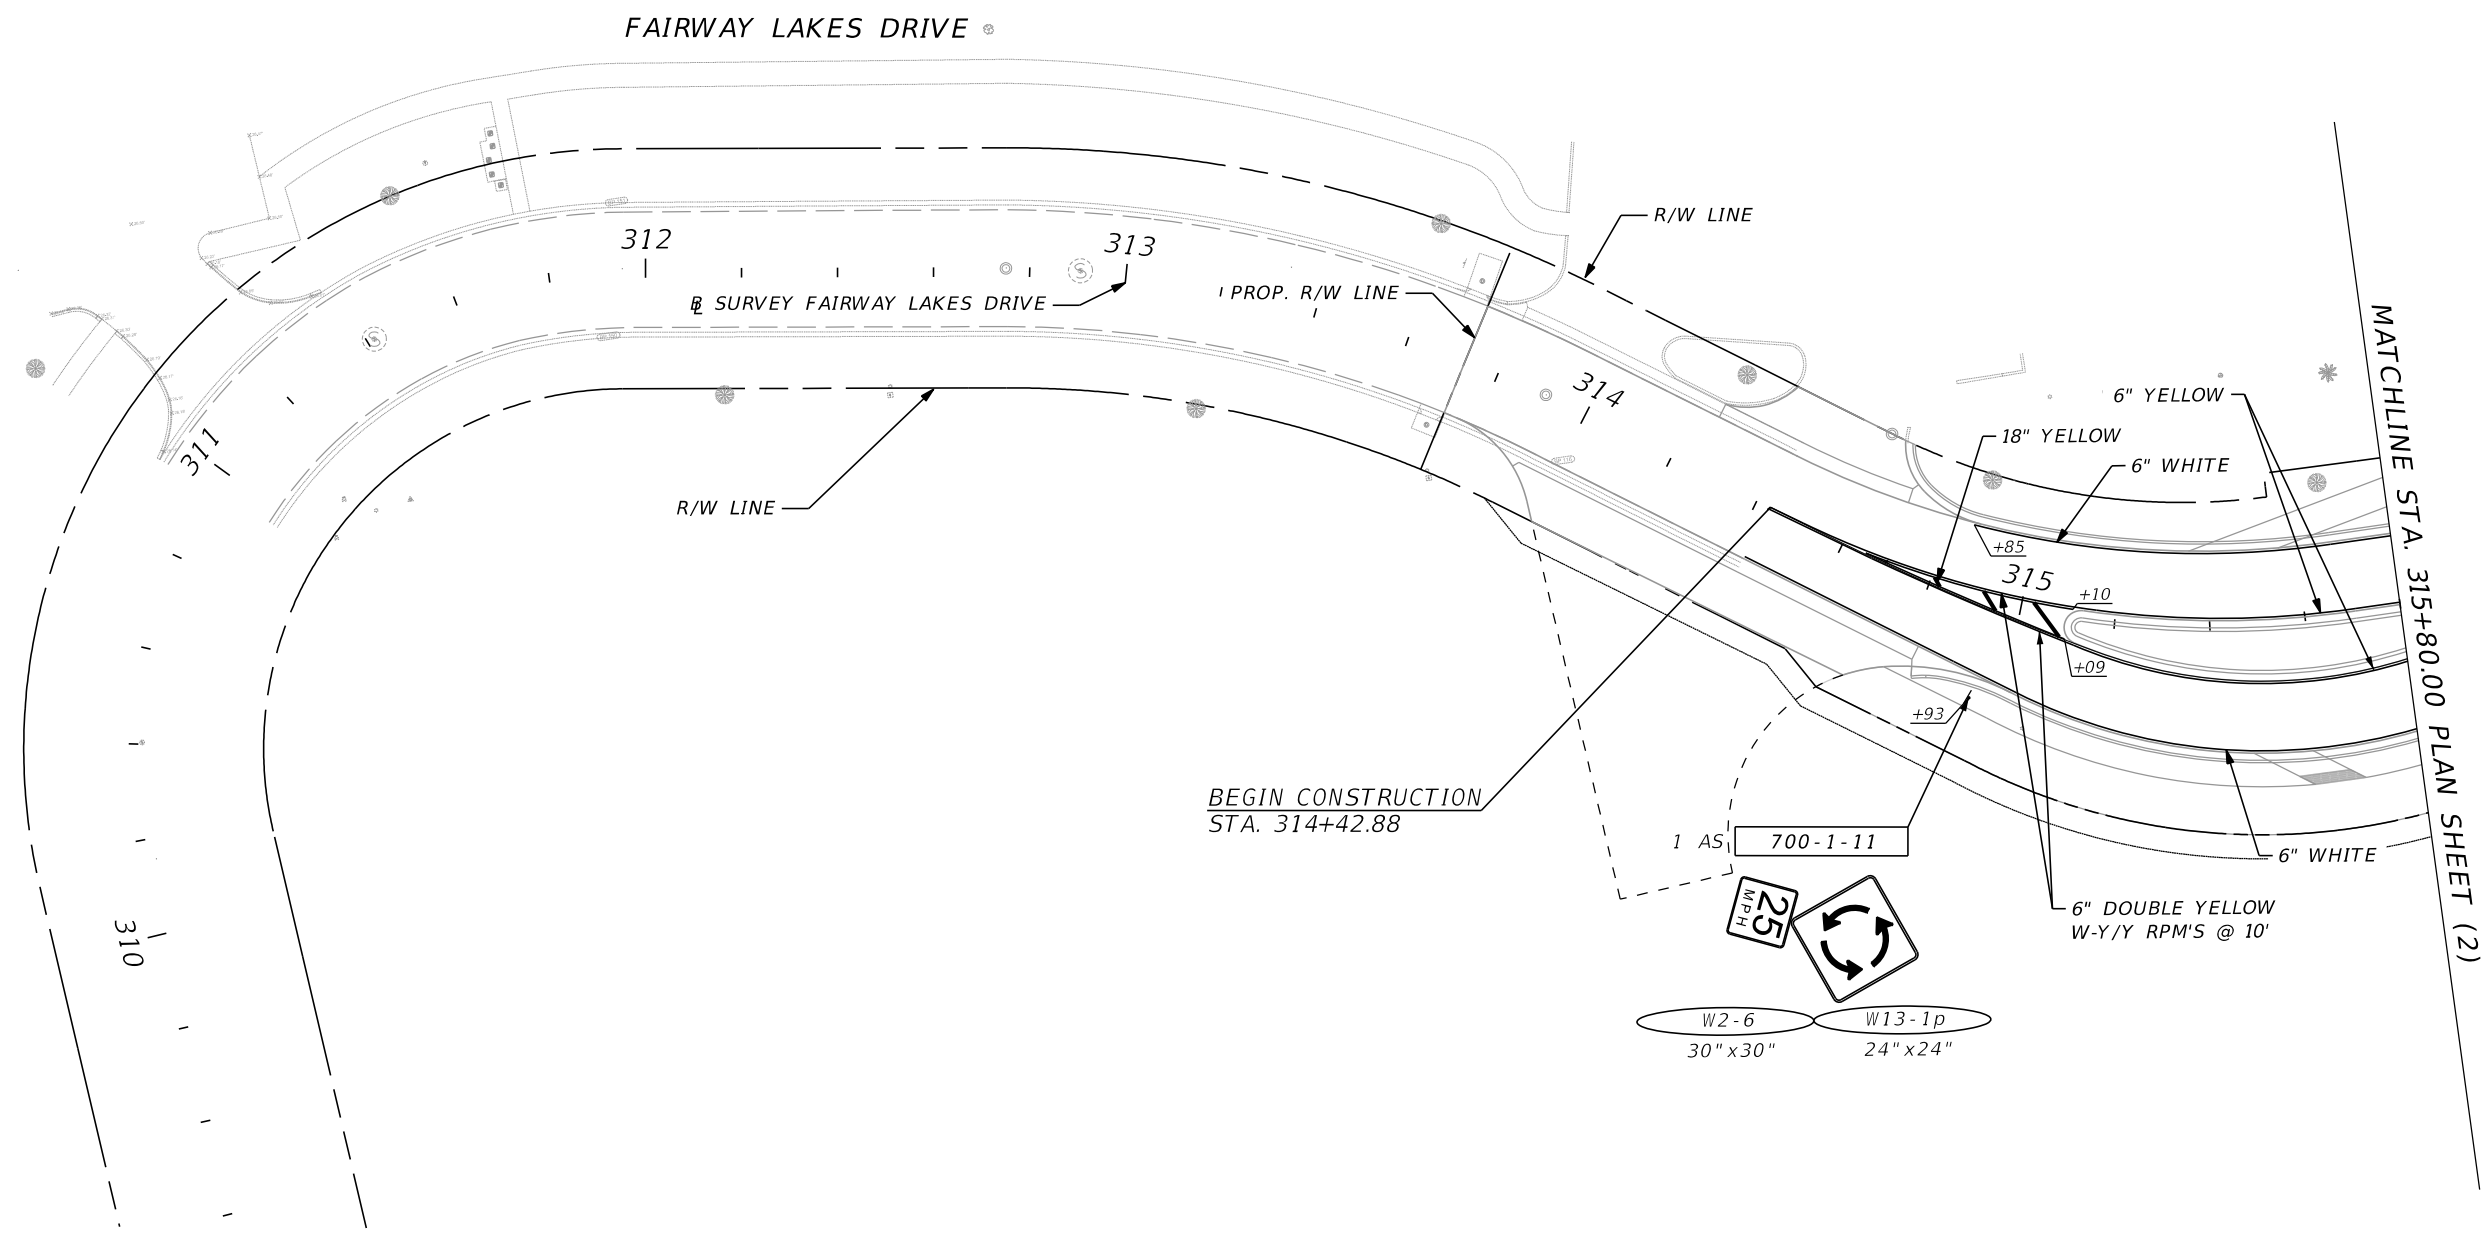 FAIRWAY LAKES DRIVE
R/W LINE
312
313
BL SURVEY FAIRWAY LAKES DRIVE
PROP. R/W LINE
314
311
R/W LINE
6" YELLOW
18" YELLOW
6" WHITE
+85
315
+10
+09
+93
MATCHLINE STA. 315+80.00 PLAN SHEET (2)
BEGIN CONSTRUCTION
STA. 314+42.88
1 AS 700-1-11
6" WHITE
6" DOUBLE YELLOW
W-Y/Y RPM'S @ 10'
310
25
MPH
W2-6 W13-1p
30"x30" 24"x24"
S
S